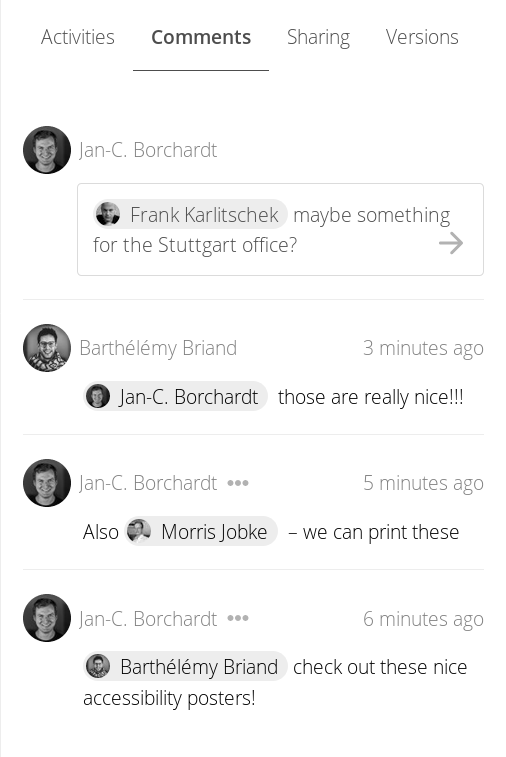 Activities Comments Sharing Versions
Jan-C. Borchardt
Frank Karlitschek maybe something
for the Stuttgart office?
Barthélémy Briand 3 minutes ago
Jan-C. Borchardt those are really nice!!!
Jan-C. Borchardt ••• 5 minutes ago
Also Morris Jobke – we can print these
Jan-C. Borchardt ••• 6 minutes ago
Barthélémy Briand check out these nice
accessibility posters!